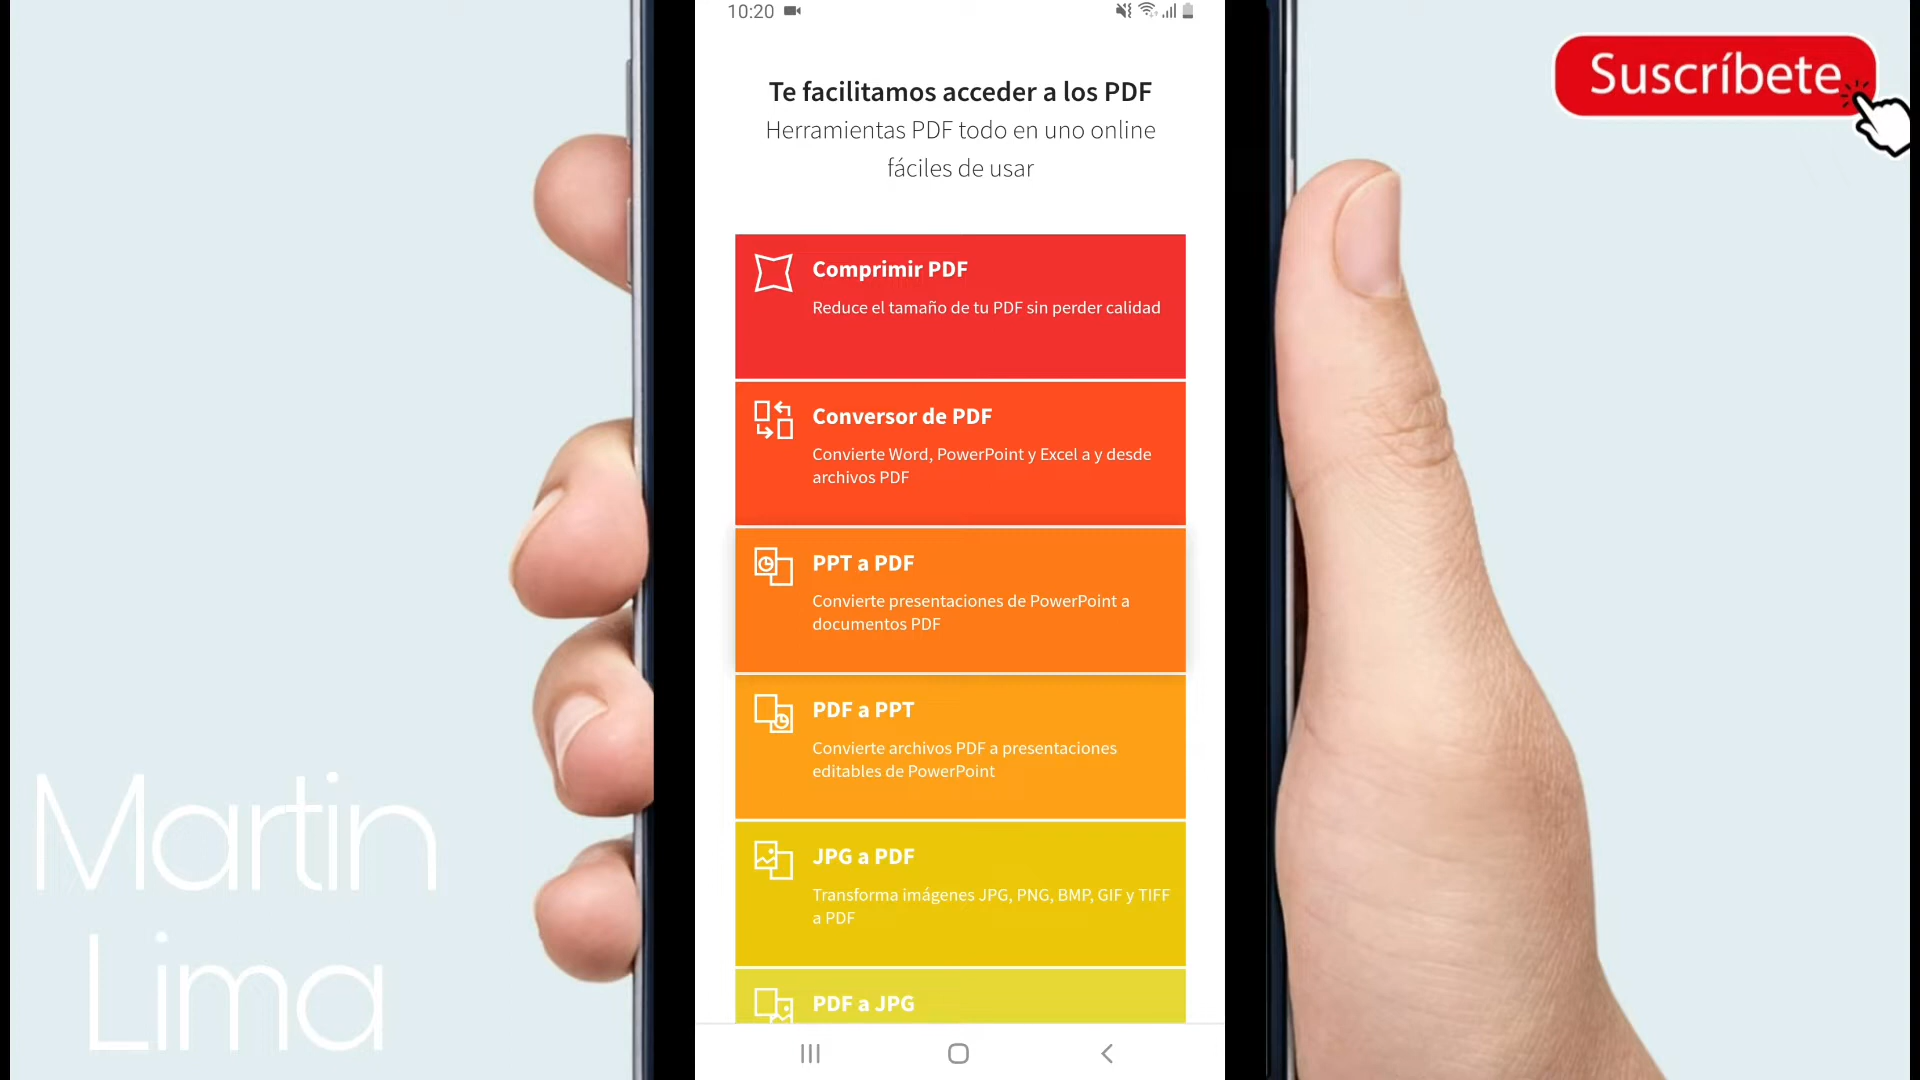 10:20
Suscríbete
Te facilitamos acceder a los PDF
Herramientas PDF todo en uno online
fáciles de usar
Comprimir PDF
Reduce el tamaño de tu PDF sin perder calidad
Conversor de PDF
Convierte Word, PowerPoint y Excel a y desde
archivos PDF
PPT a PDF
Convierte presentaciones de PowerPoint a
documentos PDF
PDF a PPT
Convierte archivos PDF a presentaciones
editables de PowerPoint
JPG a PDF
Transforma imágenes JPG, PNG, BMP, GIF y TIFF
a PDF
PDF a JPG
Martin
Lima